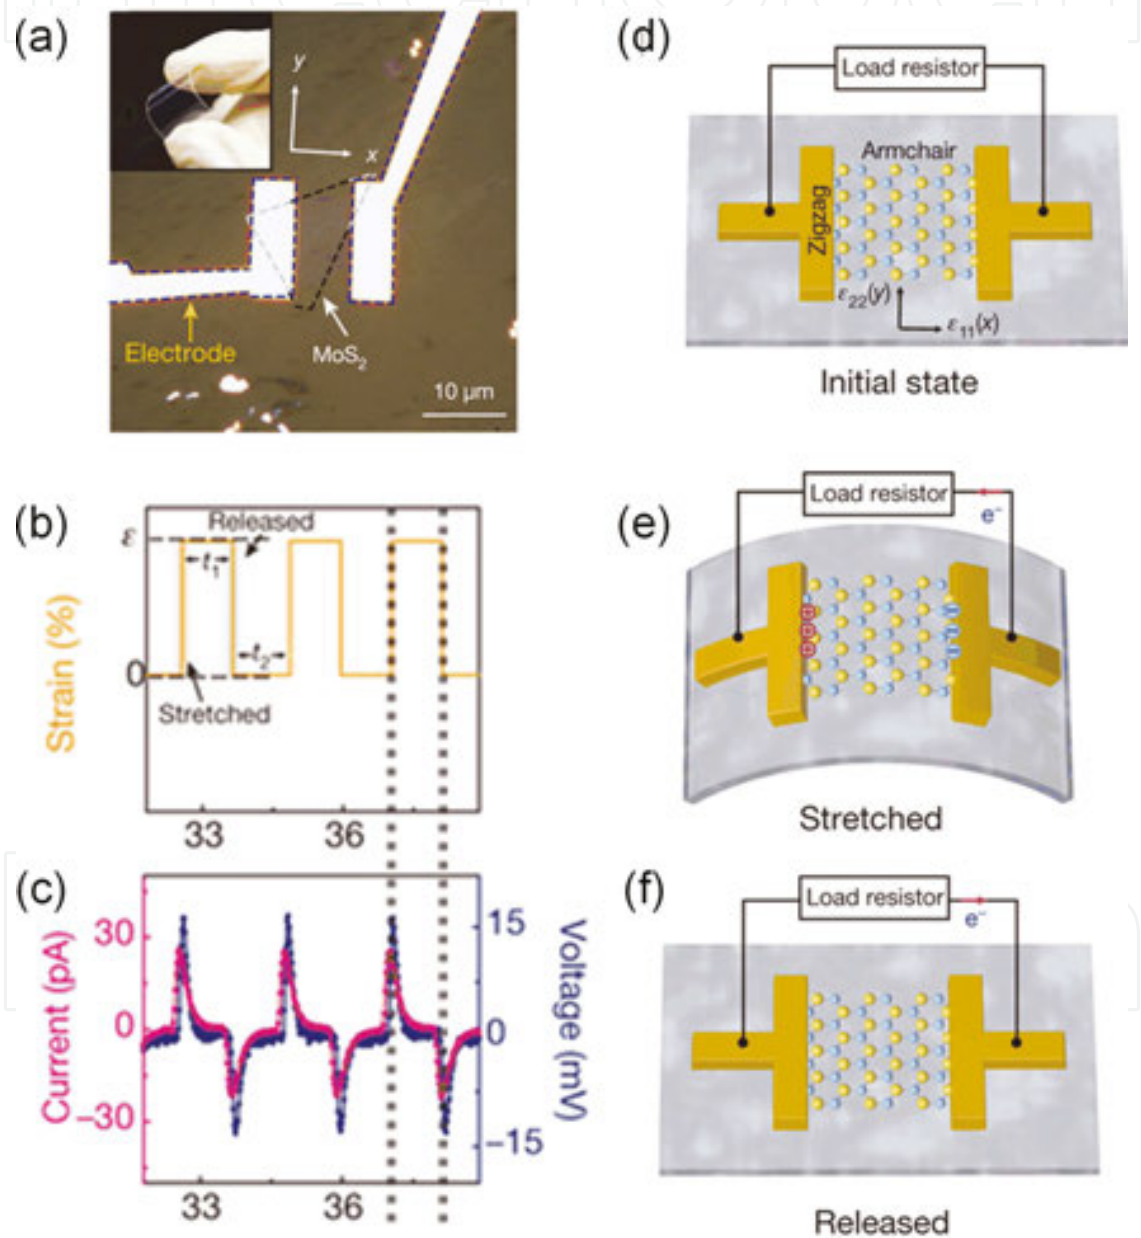 (a)
y
x
Electrode
MoS2
10 μm
(b)
Released
ε
t1
t2
0
Stretched
Strain (%)
33
36
(c)
30
0
−30
Current (pA)
15
0
−15
Voltage (mV)
33
36
(d)
Load resistor
Armchair
Zigzag
ε22(y)
ε11(x)
Initial state
(e)
Load resistor
e−
Stretched
(f)
Load resistor
e−
Released